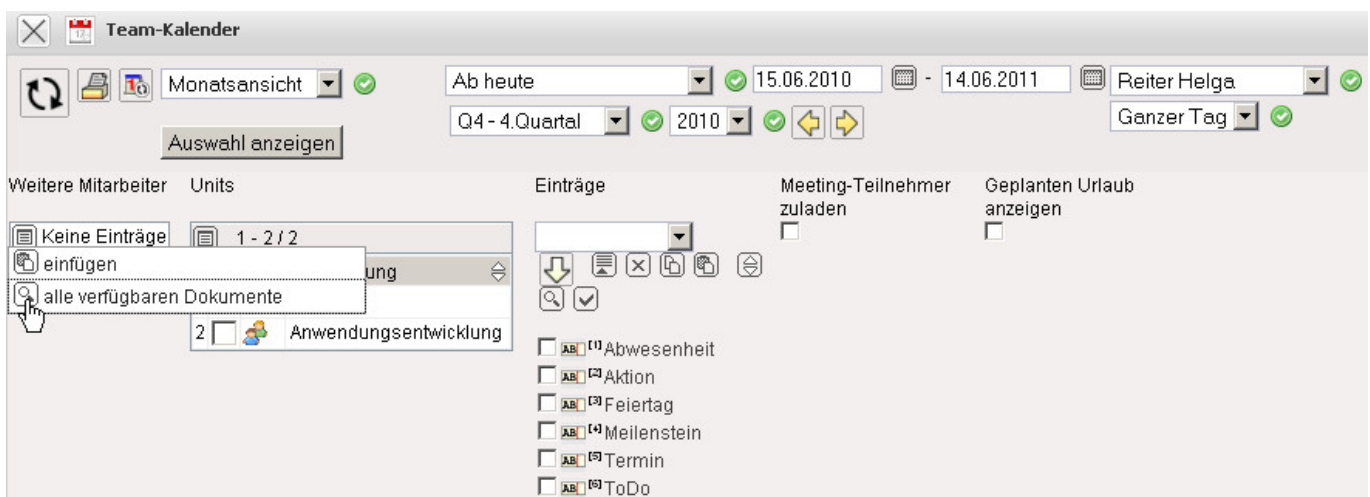 Team-Kalender
Monatsansicht Ab heute 15.06.2010 - 14.06.2011 Reiter Helga
Q4 - 4.Quartal 2010 Ganzer Tag
Auswahl anzeigen
Weitere Mitarbeiter Units Einträge Meeting-Teilnehmer Geplanten Urlaub
zuladen anzeigen
Keine Einträge 1 - 2 / 2
einfügen ung
alle verfügbaren Dokumente
2 Anwendungsentwicklung
[1] Abwesenheit
[2] Aktion
[3] Feiertag
[4] Meilenstein
[5] Termin
[6] ToDo